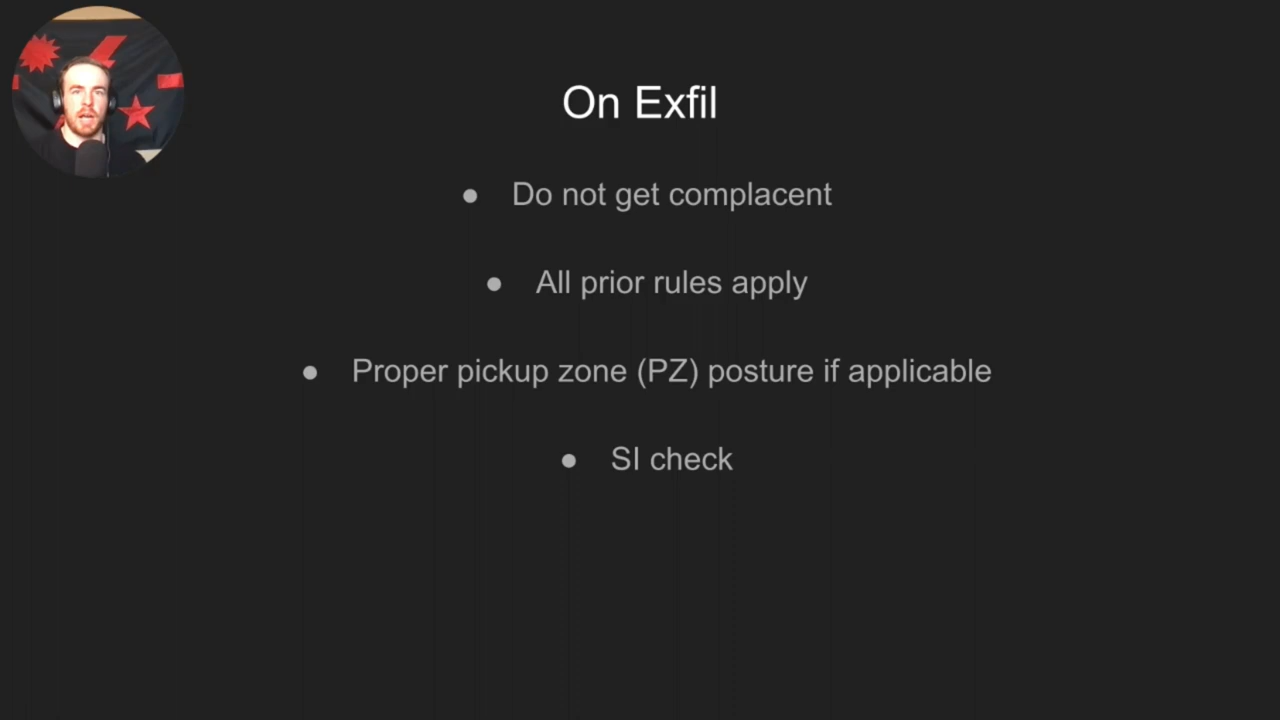 On Exfil
● Do not get complacent
● All prior rules apply
● Proper pickup zone (PZ) posture if applicable
● SI check